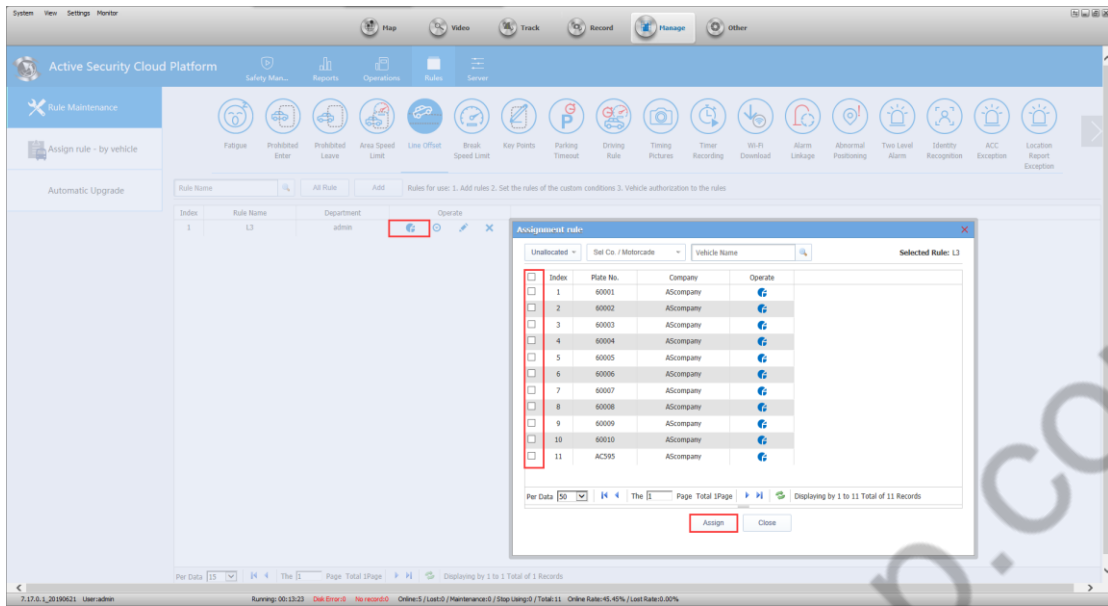 System View Settings Monitor
Map Video Track Record Manage Other
Active Security Cloud Platform
Safety Man... Reports Operations Rules Server
Rule Maintenance
Assign rule - by vehicle
Automatic Upgrade
Fatigue Prohibited Enter Prohibited Leave Area Speed Limit Line Offset Break Speed Limit Key Points Parking Timeout Driving Rule Timing Pictures Timer Recording Wi-Fi Download Alarm Linkage Abnormal Positioning Two Level Alarm Identity Recognition ACC Exception Location Report Exception
Rule Name All Rule Add Rules for use: 1. Add rules 2. Set the rules of the custom conditions 3. Vehicle authorization to the rules
Index Rule Name Department Operate
L3 admin
Assignment rule
Unallocated Sel Co. / Motorcade Vehicle Name Selected Rule: L3
Index Plate No. Company Operate
1 60001 AScompany
2 60002 AScompany
3 60003 AScompany
4 60004 AScompany
5 60005 AScompany
6 60006 AScompany
7 60007 AScompany
8 60008 AScompany
9 60009 AScompany
10 60010 AScompany
11 AC595 AScompany
Per Data 50 The 1 Page Total 1Page Displaying by 1 to 11 Total of 11 Records
Assign Close
Per Data 15 The 1 Page Total 1Page Displaying by 1 to 1 Total of 1 Records
7.17.0.1_20190621 User:admin Running: 00:13:23 Disk Error:0 No record:0 Online:5 / Lost:0 / Maintenance:0 / Stop Using:0 / Total:11 Online Rate:45.45% / Lost Rate:0.00%